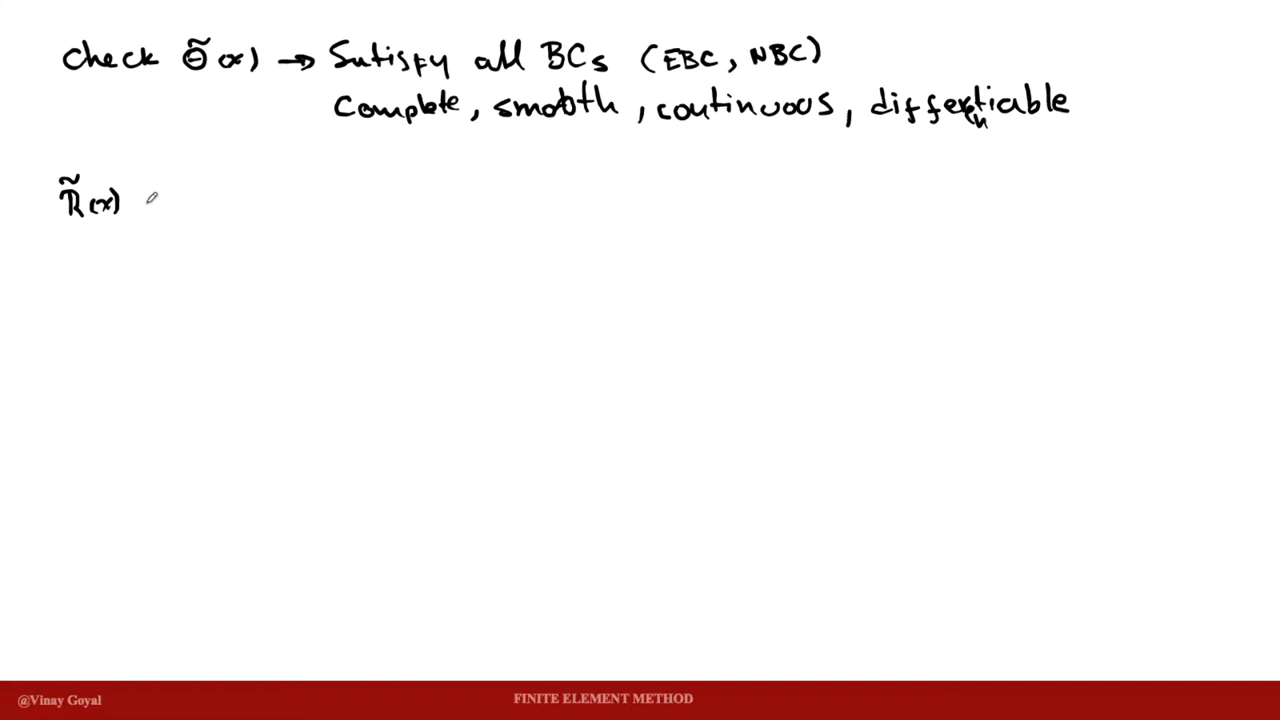 Check Θ̃(x) → Satisfy all BCs (EBC, NBC)
Complete, smooth, continuous, differentiable
R̃(x)
@Vinay Goyal
FINITE ELEMENT METHOD